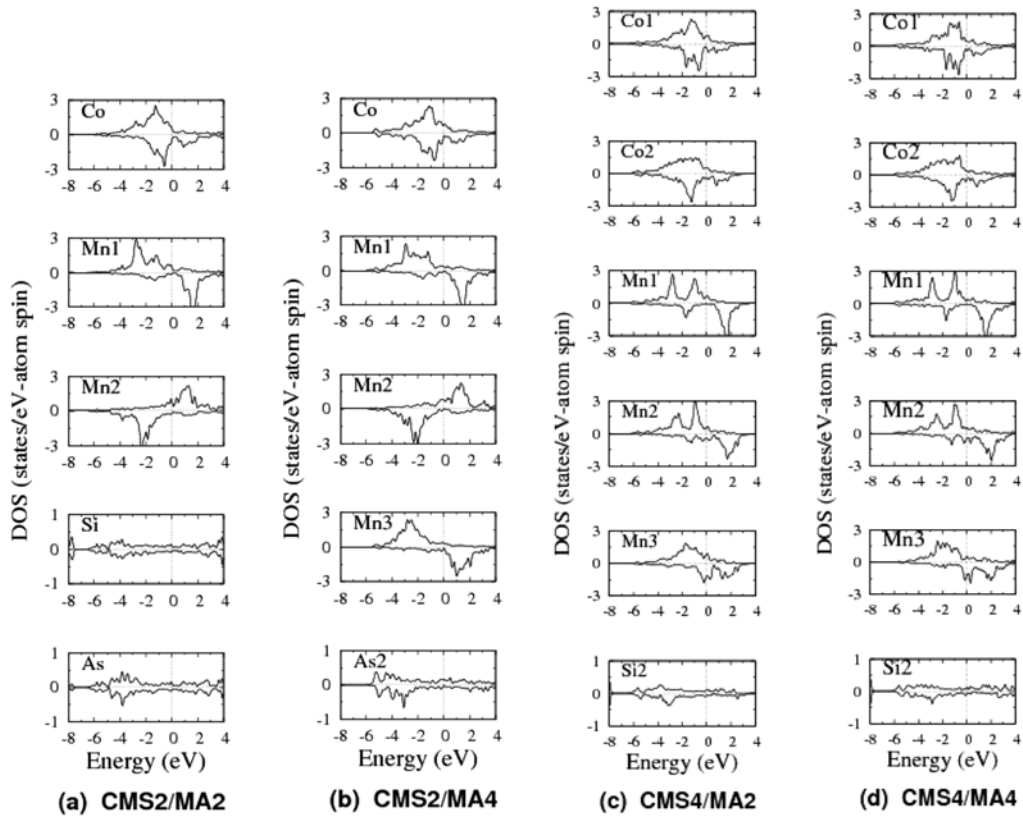 3
Co
0
-3
-8 -6 -4 -2 0 2 4
3
Mn1
0
-3
-8 -6 -4 -2 0 2 4
3
Mn2
0
-3
-8 -6 -4 -2 0 2 4
1
Si
0
-1
-8 -6 -4 -2 0 2 4
1
As
0
-1
-8 -6 -4 -2 0 2 4
DOS (states/eV-atom spin)
Energy (eV)
(a) CMS2/MA2
3
Co
0
-3
-8 -6 -4 -2 0 2 4
3
Mn1
0
-3
-8 -6 -4 -2 0 2 4
3
Mn2
0
-3
-8 -6 -4 -2 0 2 4
3
Mn3
0
-3
-8 -6 -4 -2 0 2 4
1
As2
0
-1
-8 -6 -4 -2 0 2 4
DOS (states/eV-atom spin)
Energy (eV)
(b) CMS2/MA4
3
Co1
0
-3
-8 -6 -4 -2 0 2 4
3
Co2
0
-3
-8 -6 -4 -2 0 2 4
3
Mn1
0
-3
-8 -6 -4 -2 0 2 4
3
Mn2
0
-3
-8 -6 -4 -2 0 2 4
3
Mn3
0
-3
-8 -6 -4 -2 0 2 4
1
Si2
0
-1
-8 -6 -4 -2 0 2 4
DOS (states/eV-atom spin)
Energy (eV)
(c) CMS4/MA2
3
Co1
0
-3
-8 -6 -4 -2 0 2 4
3
Co2
0
-3
-8 -6 -4 -2 0 2 4
3
Mn1
0
-3
-8 -6 -4 -2 0 2 4
3
Mn2
0
-3
-8 -6 -4 -2 0 2 4
3
Mn3
0
-3
-8 -6 -4 -2 0 2 4
1
Si2
0
-1
-8 -6 -4 -2 0 2 4
DOS (states/eV-atom spin)
Energy (eV)
(d) CMS4/MA4